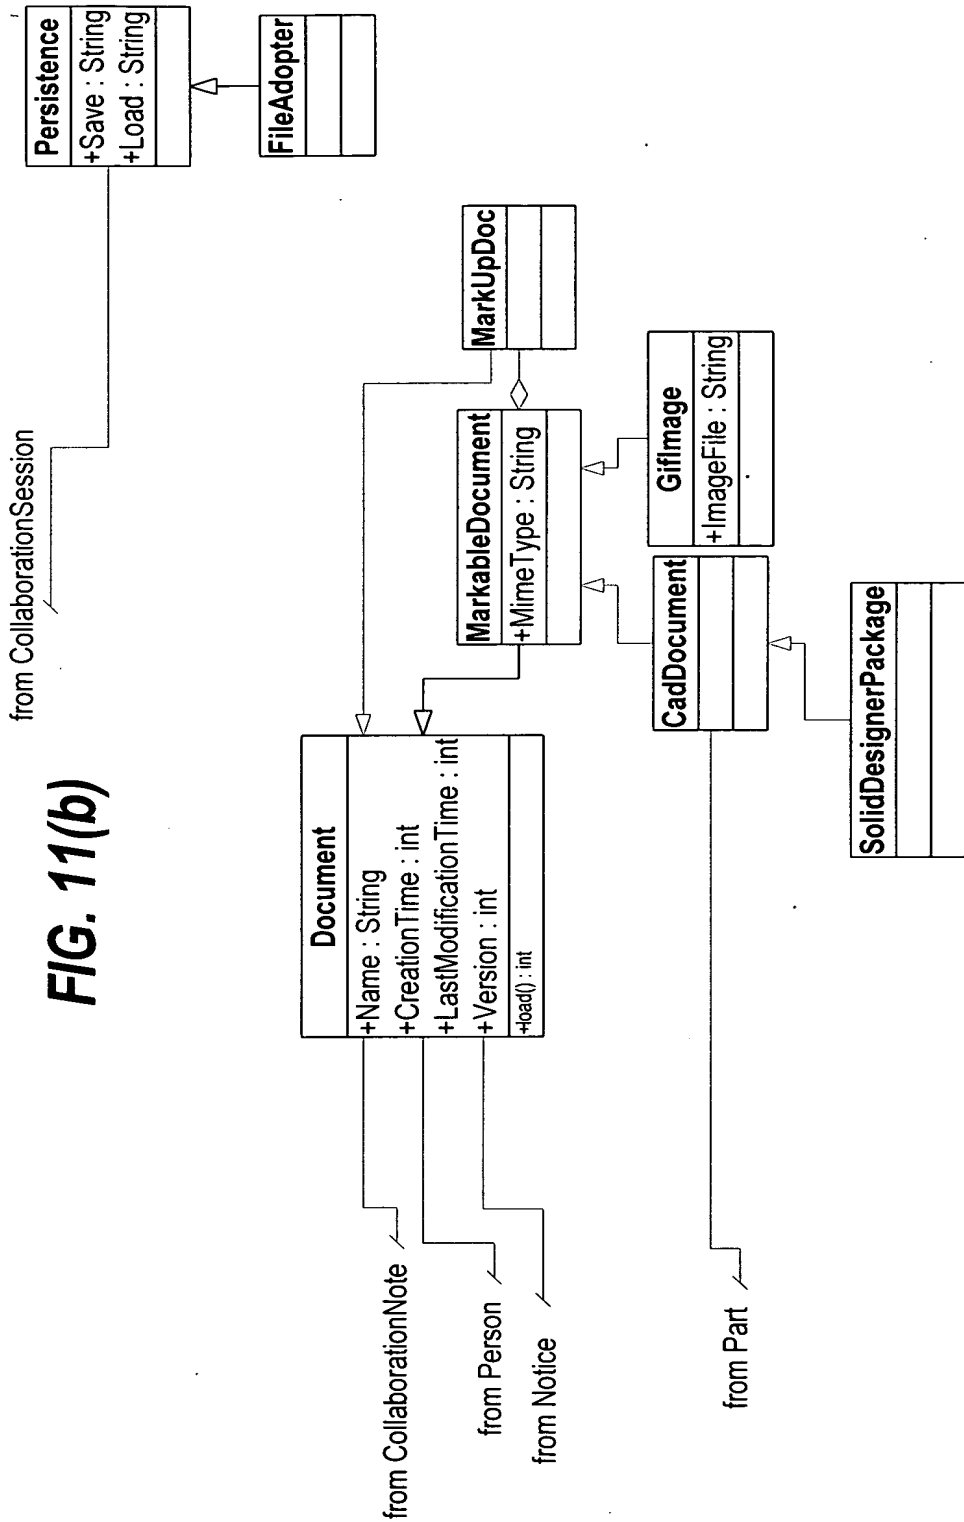 FIG. 11(b)
from CollaborationSession
Persistence
+Save : String
+Load : String
FileAdopter
Document
+Name : String
+CreationTime : int
+LastModificationTime : int
+Version : int
+load() : int
MarkableDocument
+MimeType : String
MarkUpDoc
CadDocument
GifImage
+ImageFile : String
SolidDesignerPackage
from CollaborationNote
from Person
from Notice
from Part